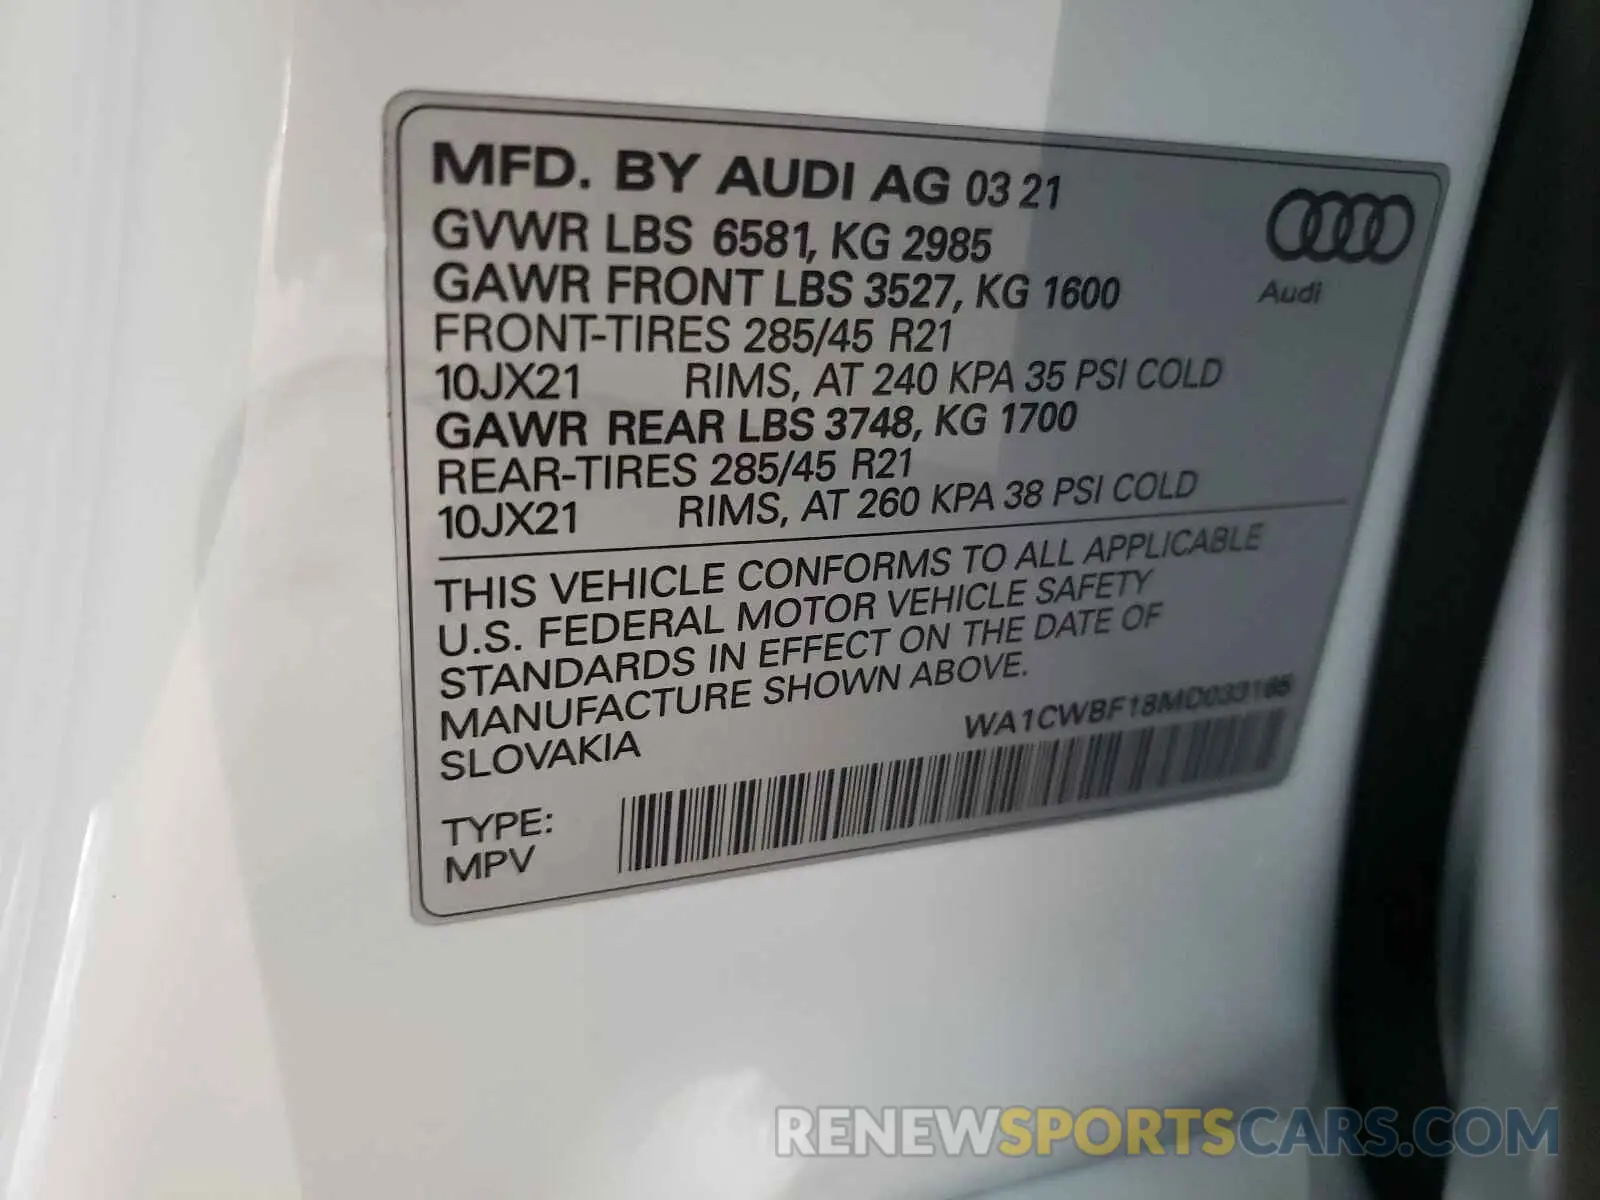 MFD. BY AUDI AG 03 21
GVWR LBS 6581, KG 2985
GAWR FRONT LBS 3527, KG 1600
FRONT-TIRES 285/45 R21
10JX21 RIMS, AT 240 KPA 35 PSI COLD
GAWR REAR LBS 3748, KG 1700
REAR-TIRES 285/45 R21
10JX21 RIMS, AT 260 KPA 38 PSI COLD
Audi
THIS VEHICLE CONFORMS TO ALL APPLICABLE
U.S. FEDERAL MOTOR VEHICLE SAFETY
STANDARDS IN EFFECT ON THE DATE OF
MANUFACTURE SHOWN ABOVE.
SLOVAKIA
TYPE:
MPV
RENEWSPORTSCARS.COM